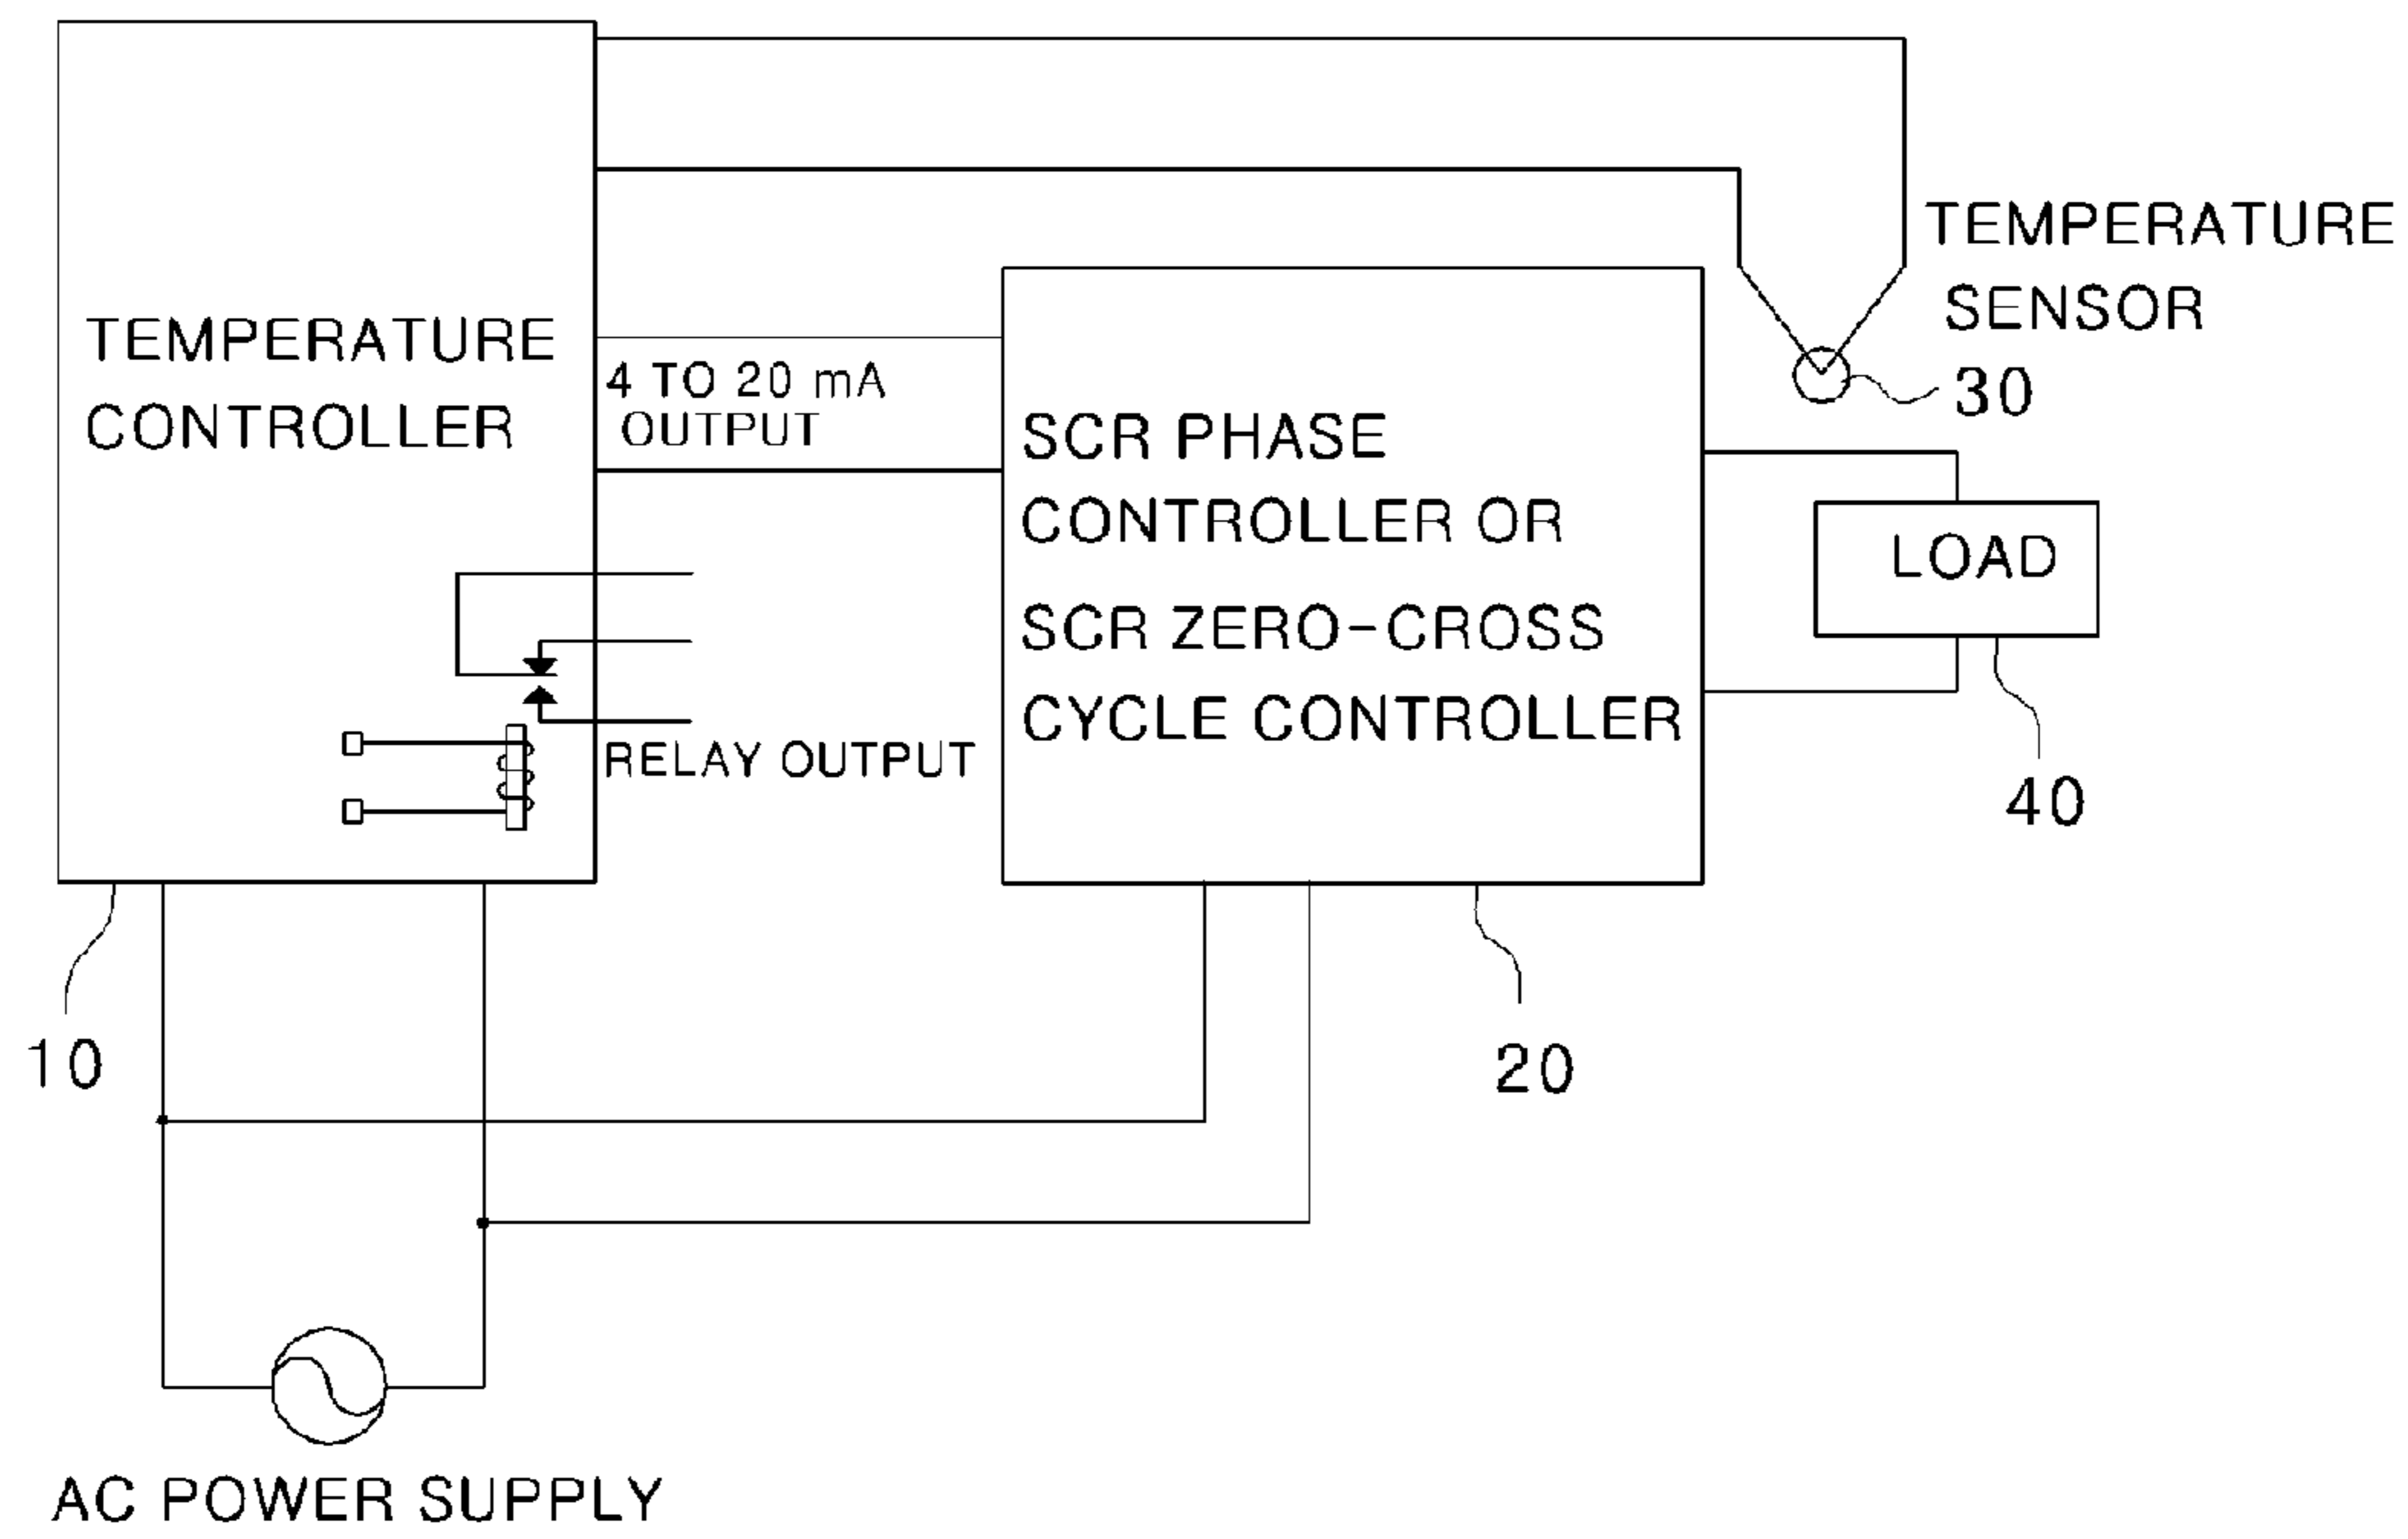 TEMPERATURE
CONTROLLER
4 TO 20 mA
OUTPUT
RELAY OUTPUT
SCR PHASE
CONTROLLER OR
SCR ZERO-CROSS
CYCLE CONTROLLER
TEMPERATURE
SENSOR
30
LOAD
40
10
20
AC POWER SUPPLY